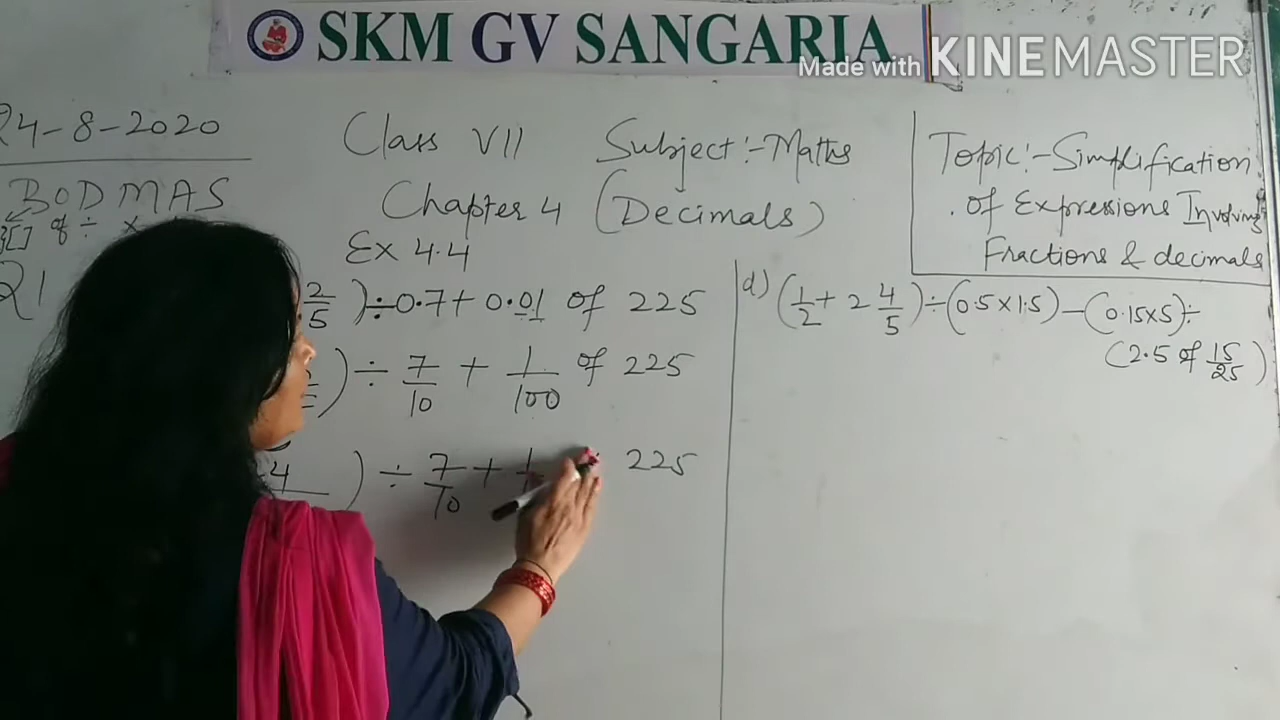 SKM GV SANGARIA
Made with KINEMASTER
24-8-2020
Class VII Subject:-Maths
Chapter 4 (Decimals)
Ex 4.4
Topic:-Simplification
of Expressions Involving
Fractions & decimals
BODMAS
of ÷ ×
21
2/5 ) ÷ 0.7 + 0.01 of 225
) ÷ 7/10 + 1/100 of 225
4 ) ÷ 7/10 + 1 225
d) (1/2 + 2 4/5) ÷ (0.5 × 1.5) - (0.15 × 5) ÷
(2.5 of 15/25)